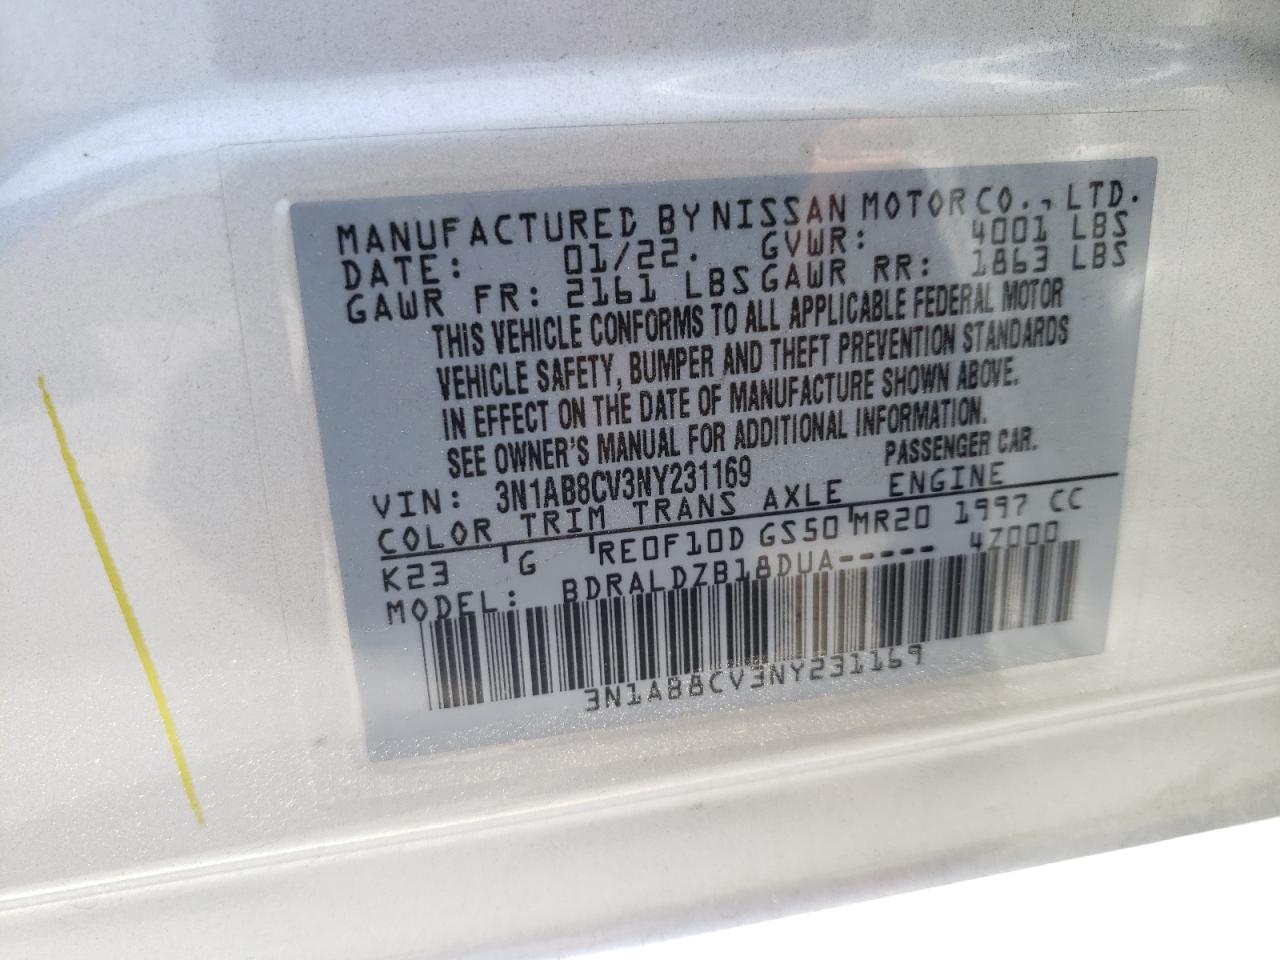 MANUFACTURED BY NISSAN MOTOR CO., LTD.
DATE: 01/22. GVWR: 4001 LBS
GAWR FR: 2161 LBS GAWR RR: 1863 LBS
THIS VEHICLE CONFORMS TO ALL APPLICABLE FEDERAL MOTOR
VEHICLE SAFETY, BUMPER AND THEFT PREVENTION STANDARDS
IN EFFECT ON THE DATE OF MANUFACTURE SHOWN ABOVE.
SEE OWNER'S MANUAL FOR ADDITIONAL INFORMATION.
VIN: 3N1AB8CV3NY231169 PASSENGER CAR.
COLOR TRIM TRANS AXLE ENGINE
K23 G RE0F10D GS50 MR20 1997 CC
MODEL: BDRALDZB18DUA----- 47000
3N1AB8CV3NY231169